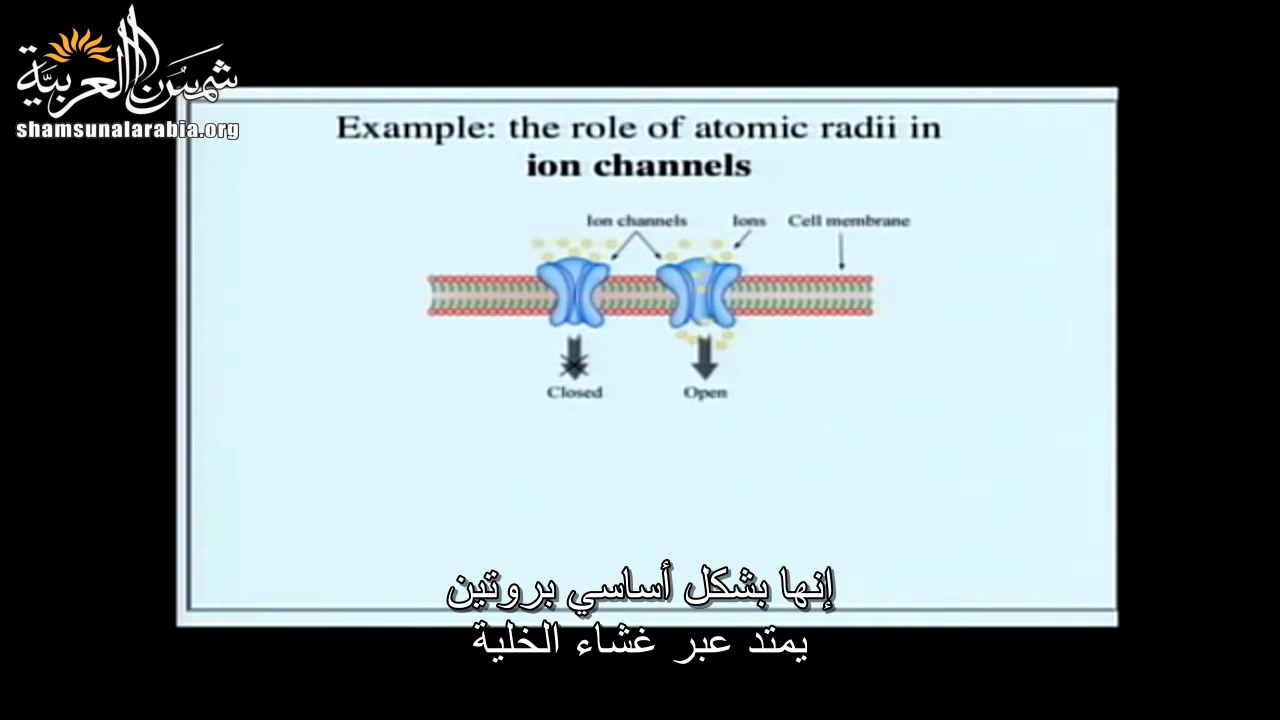 شمس العربية
shamsunalarabia.org
Example: the role of atomic radii in
ion channels
Ion channels
Ions
Cell membrane
Closed
Open
إنها بشكل أساسي بروتين
يمتد عبر غشاء الخلية